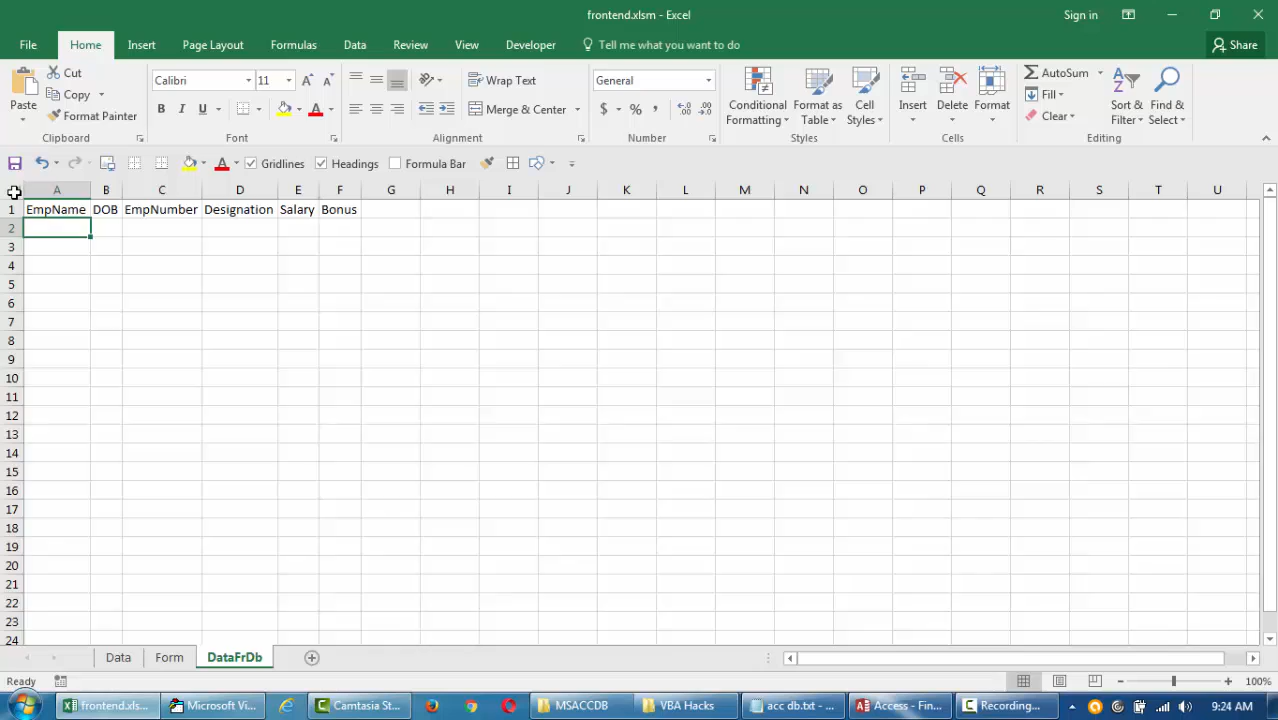 frontend.xlsm - Excel
Sign in
File Home Insert Page Layout Formulas Data Review View Developer Tell me what you want to do Share
Paste
Cut
Copy
Format Painter
Calibri 11
B I U
Wrap Text
Merge & Center
General
$ % ,
Conditional Formatting
Format as Table
Cell Styles
Insert
Delete
Format
AutoSum
Fill
Clear
Sort & Filter
Find & Select
Clipboard Font Alignment Number Styles Cells Editing
Gridlines Headings Formula Bar
A B C D E F G H I J K L M N O P Q R S T U
1 EmpName DOB EmpNumber Designation Salary Bonus
2
3
4
5
6
7
8
9
10
11
12
13
14
15
16
17
18
19
20
21
22
23
24
Data Form DataFrDb
Ready 100%
frontend.xls... Microsoft Vi... Camtasia St... MSACCDB VBA Hacks acc db.txt - ... Access - Fin... Recording... 9:24 AM